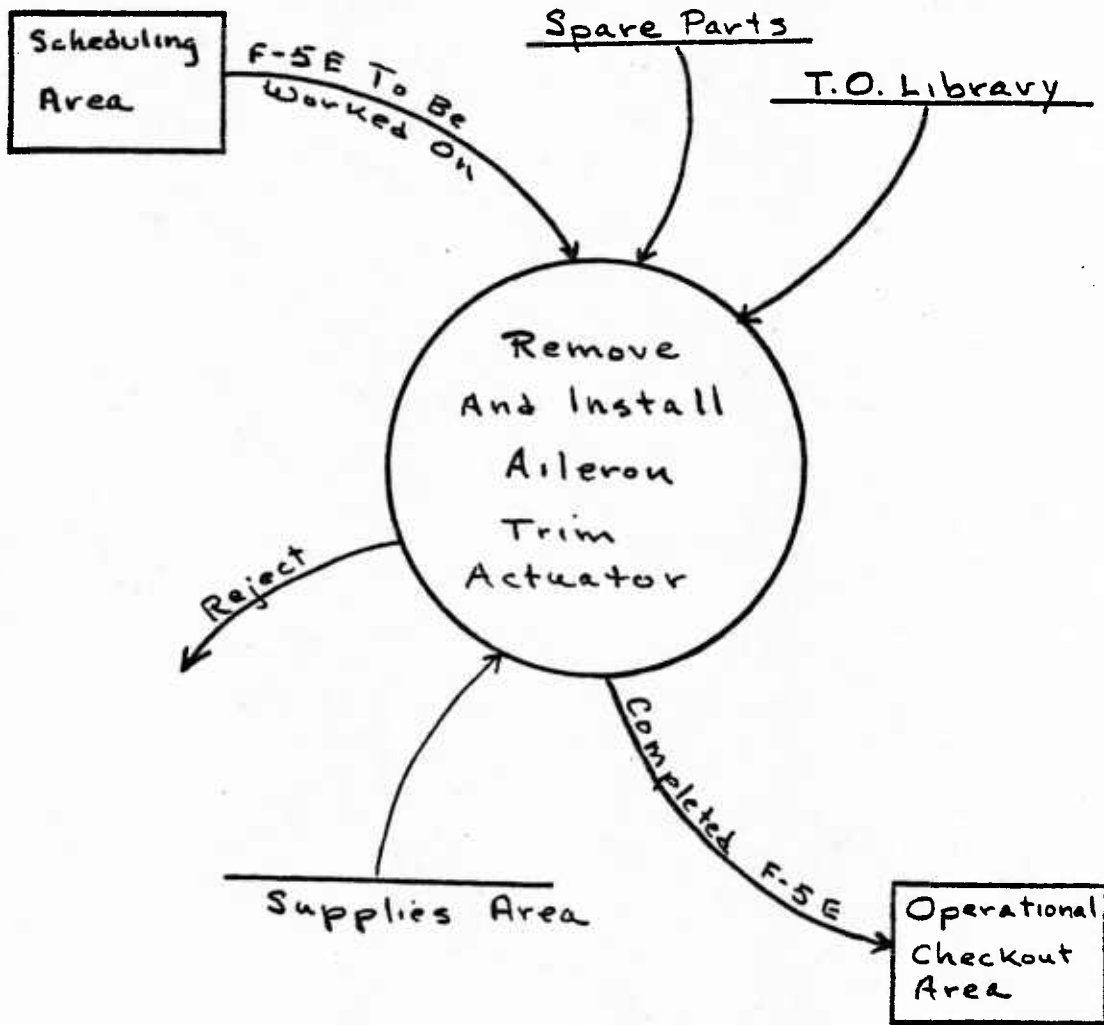 Scheduling
Area
F-5E To Be
Worked On
Spare Parts
T.O. Library
Remove
And Install
Aileron
Trim
Actuator
Reject
Completed F-5E
Supplies Area
Operational
Checkout
Area